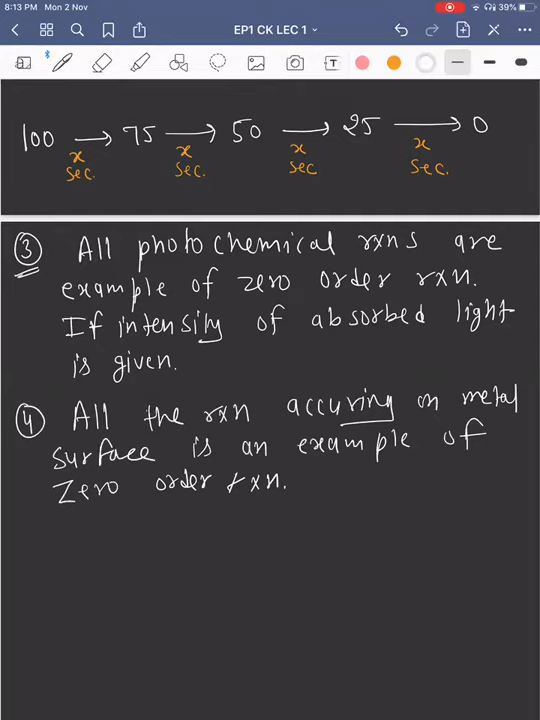 8:13 PM Mon 2 Nov 39%
EP1 CK LEC 1
100 → 75 → 50 → 25 → 0
x x x x
sec. sec. sec sec.
③ All photochemical rxns are
example of zero order rxn.
If intensity of absorbed light
is given.
④ All the rxn accuring on metal
surface is an example of
Zero order rxn.